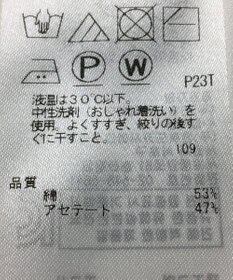 P W P23T
液温は30℃以下、
中性洗剤(おしゃれ着洗い)を
使用。よくすすぎ、絞りの後す
ぐに干すこと。
109
品質
綿 53%
アセテート 47%